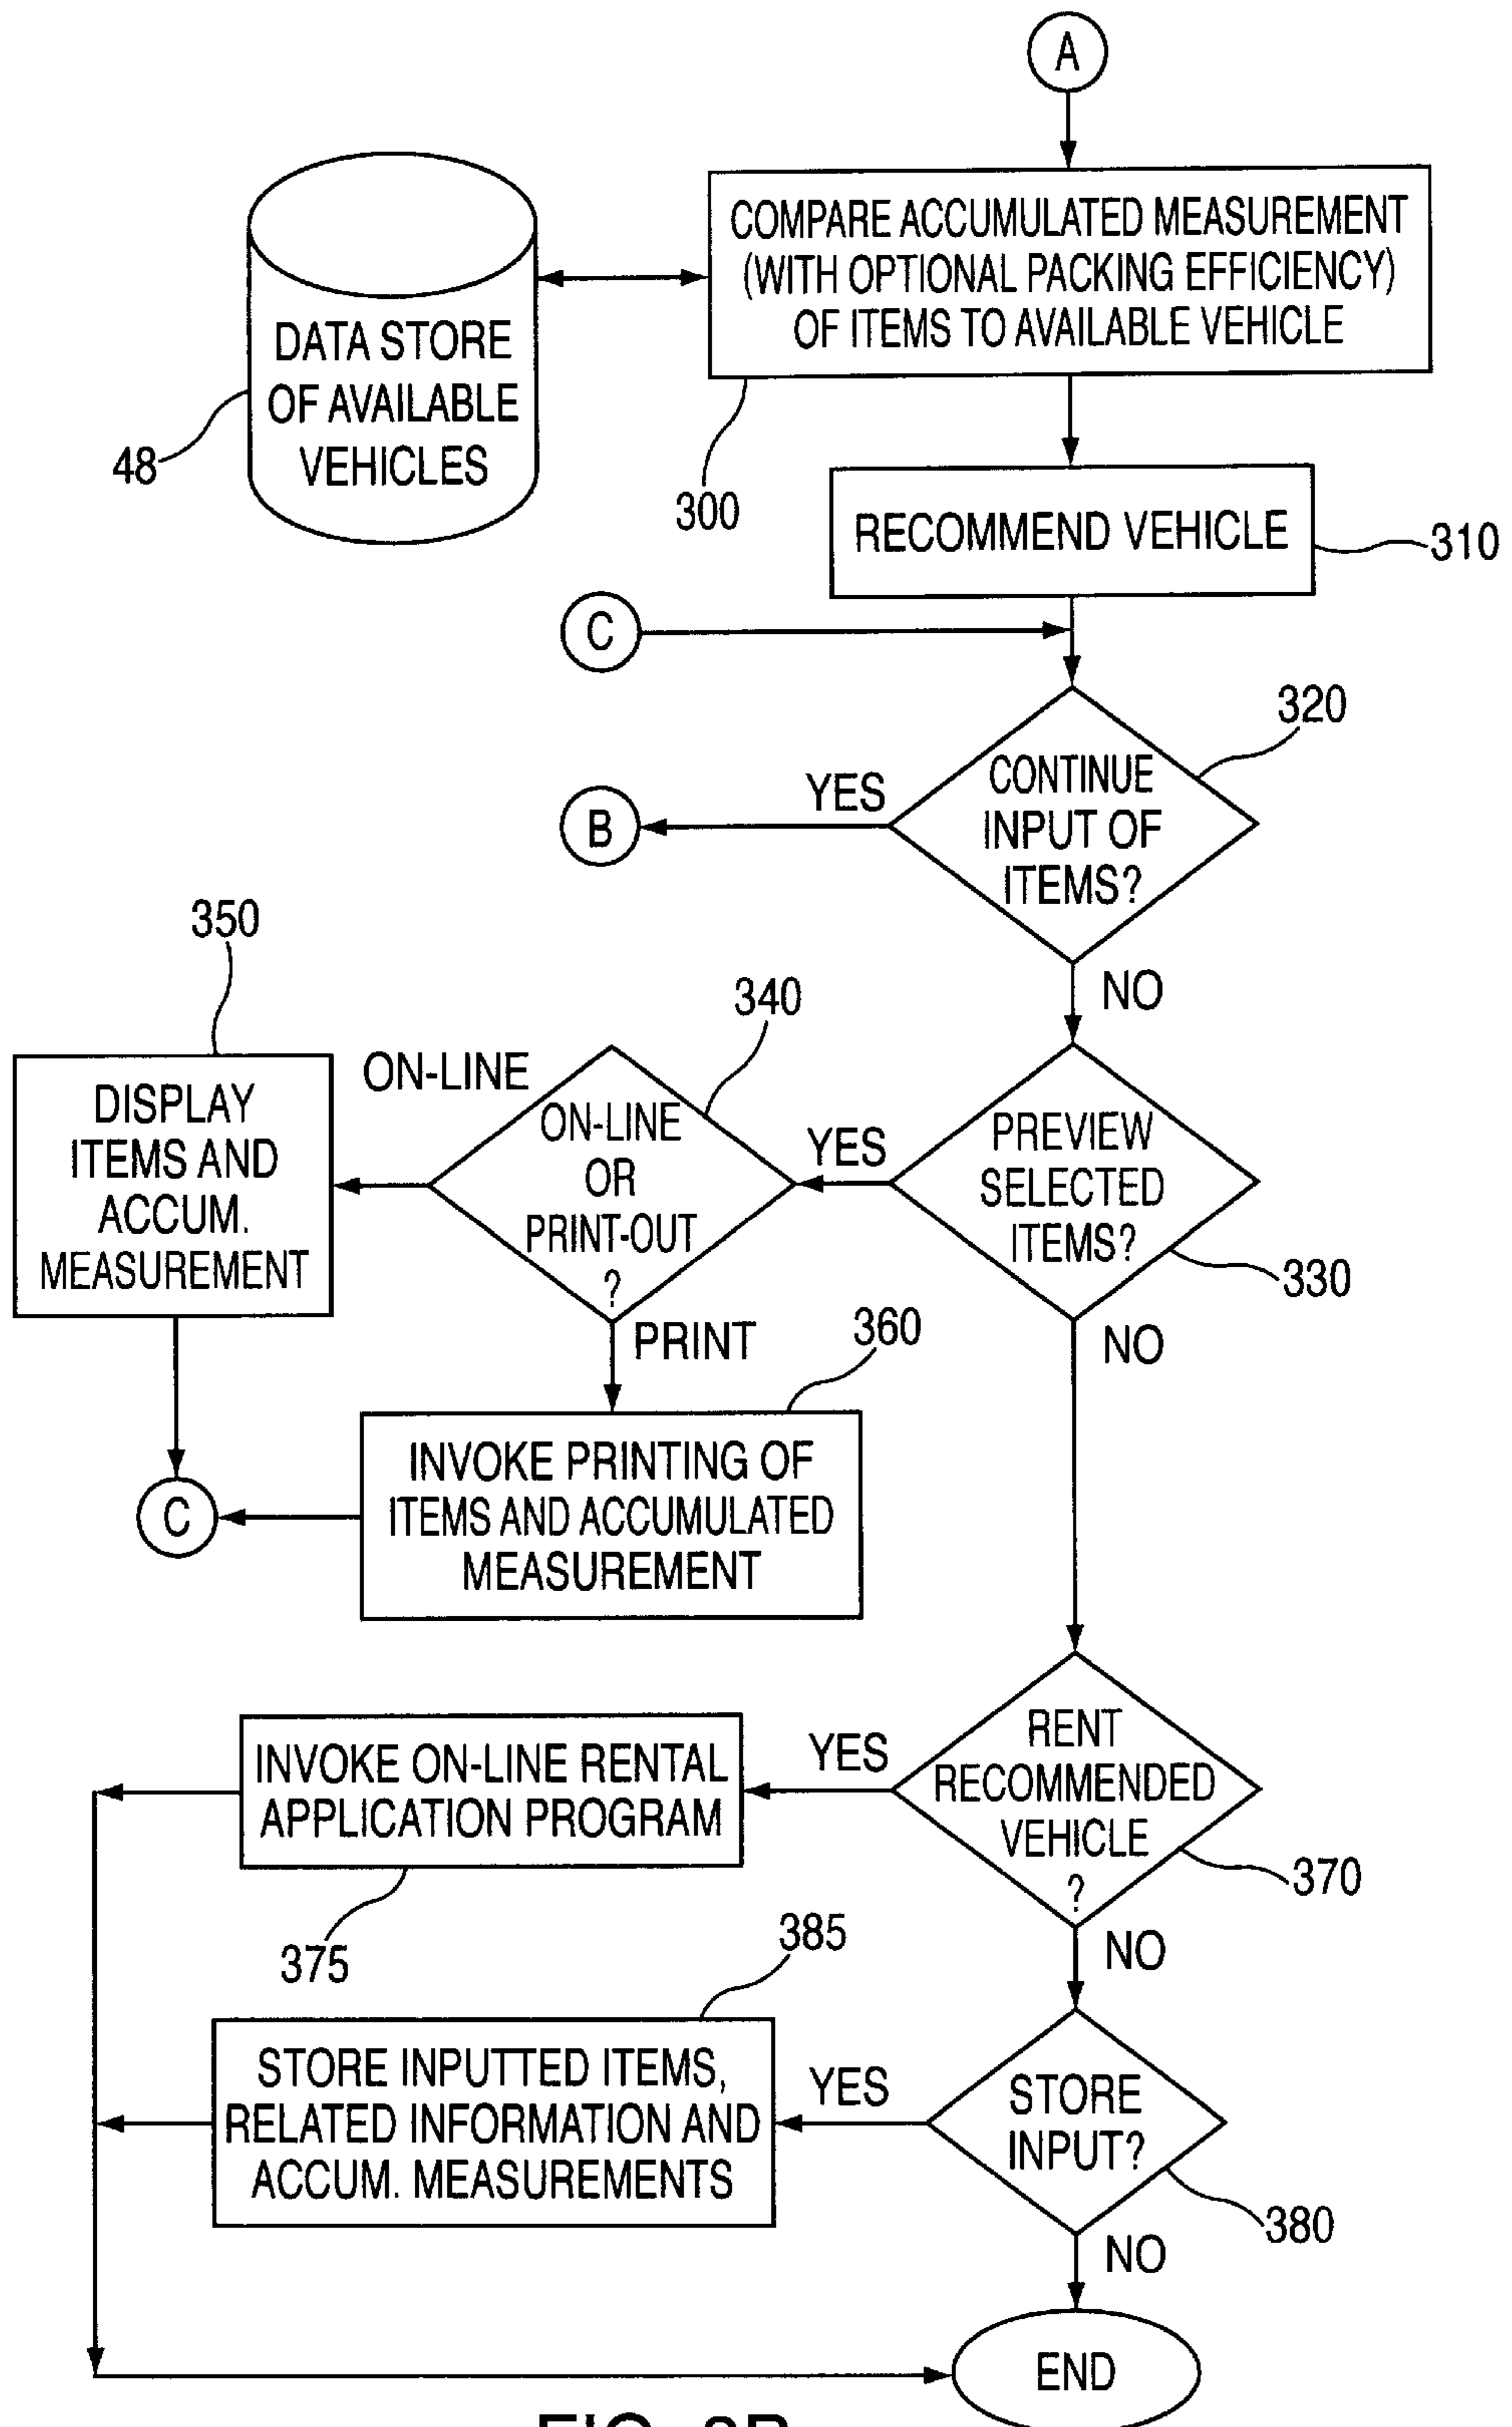 A
COMPARE ACCUMULATED MEASUREMENT
(WITH OPTIONAL PACKING EFFICIENCY)
OF ITEMS TO AVAILABLE VEHICLE
DATA STORE
OF AVAILABLE
VEHICLES
48
300
RECOMMEND VEHICLE
310
C
320
CONTINUE
INPUT OF
ITEMS?
YES
B
NO
350
340
ON-LINE
DISPLAY
ITEMS AND
ACCUM.
MEASUREMENT
ON-LINE
OR
PRINT-OUT
?
YES
PREVIEW
SELECTED
ITEMS?
330
NO
PRINT
360
INVOKE PRINTING OF
ITEMS AND ACCUMULATED
MEASUREMENT
C
RENT
RECOMMENDED
VEHICLE
?
YES
INVOKE ON-LINE RENTAL
APPLICATION PROGRAM
370
375
NO
385
STORE INPUTTED ITEMS,
RELATED INFORMATION AND
ACCUM. MEASUREMENTS
YES
STORE
INPUT?
380
NO
END